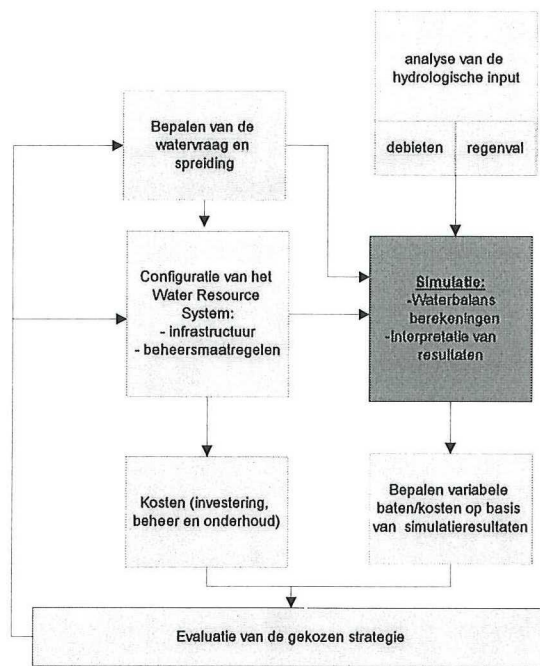 analyse van de
hydrologische input
debieten
regenval
Bepalen van de
watervraag en
spreiding
Configuratie van het
Water Resource
System:
- infrastructuur
- beheersmaatregelen
Simulatie:
-Waterbalans
berekeningen
-Interpretatie van
resultaten
Kosten (investering,
beheer en onderhoud)
Bepalen variabele
baten/kosten op basis
van simulatieresultaten
Evaluatie van de gekozen strategie